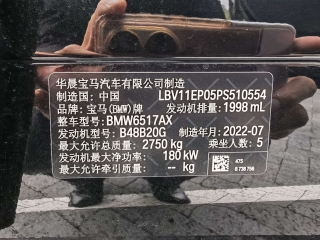 华晨宝马汽车有限公司制造
制造国: 中国 LBV11EP05PS510554
品牌: 宝马(BMW)牌 发动机排量: 1998 mL
整车型号: BMW6517AX
发动机型号: B48B20G 制造年月: 2022-07
最大允许总质量: 2750 kg 乘坐人数: 5
最大净功率: 180 kW
最大允许牵引质量: -- kg
475